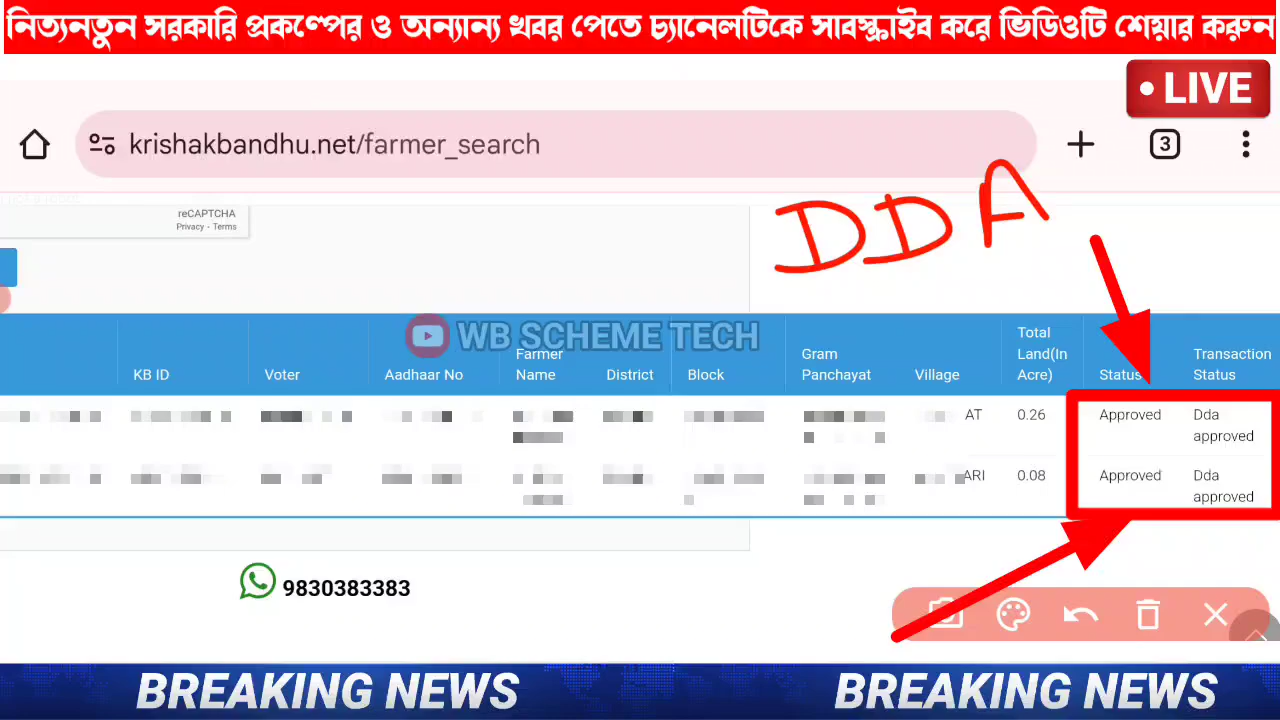 নিত্যনতুন সরকারি প্রকল্পের ও অন্যান্য খবর পেতে চ্যানেলটিকে সাবস্ক্রাইব করে ভিডিওটি শেয়ার করুন
• LIVE
krishakbandhu.net/farmer_search
3
reCAPTCHA
Privacy - Terms
DDA
WB SCHEME TECH
KB ID
Voter
Aadhaar No
Farmer
Name
District
Block
Gram
Panchayat
Village
Total
Land(In
Acre)
Status
Transaction
Status
AT 0.26 Approved Dda
approved
ARI 0.08 Approved Dda
approved
9830383383
BREAKING NEWS BREAKING NEWS